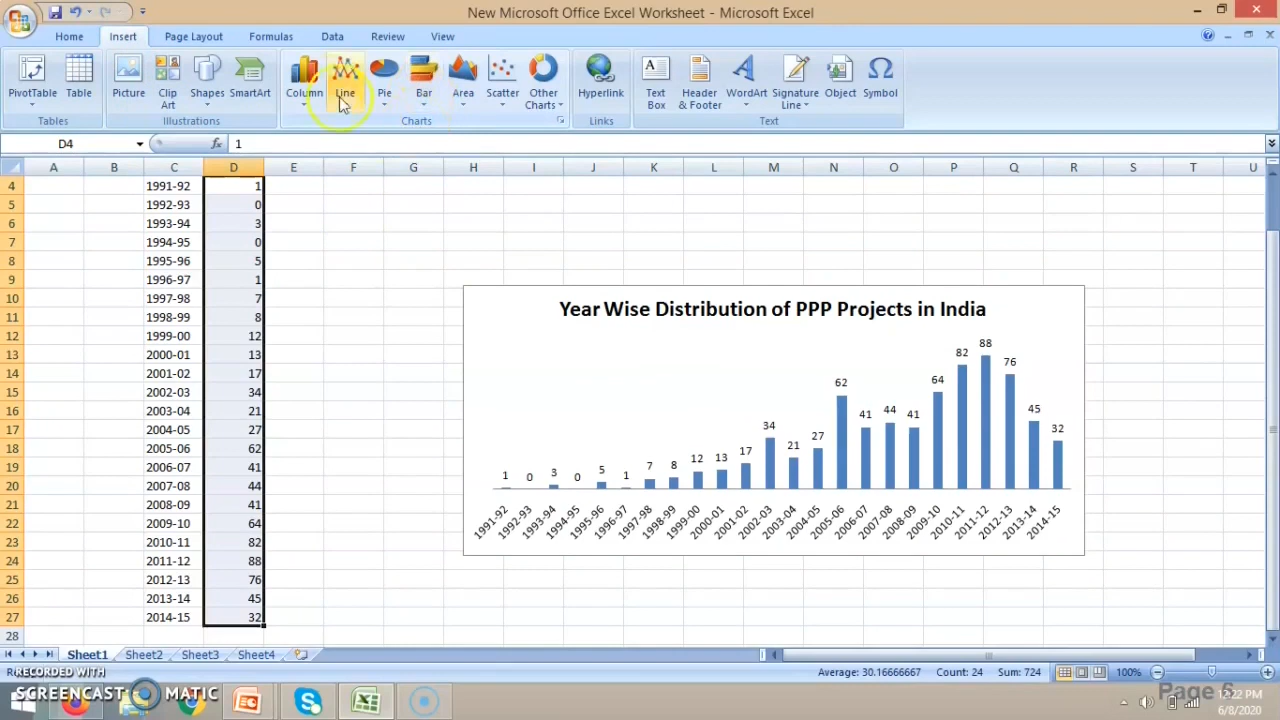 New Microsoft Office Excel Worksheet - Microsoft Excel
Home Insert Page Layout Formulas Data Review View
PivotTable Table Picture Clip Art Shapes SmartArt Column Line Pie Bar Area Scatter Other Charts Hyperlink Text Box Header & Footer WordArt Signature Line Object Symbol
Tables Illustrations Charts Links Text
D4 fx 1
A B C D E F G H I J K L M N O P Q R S T U
4 1991-92 1
5 1992-93 0
6 1993-94 3
7 1994-95 0
8 1995-96 5
9 1996-97 1
10 1997-98 7
11 1998-99 8
12 1999-00 12
13 2000-01 13
14 2001-02 17
15 2002-03 34
16 2003-04 21
17 2004-05 27
18 2005-06 62
19 2006-07 41
20 2007-08 44
21 2008-09 41
22 2009-10 64
23 2010-11 82
24 2011-12 88
25 2012-13 76
26 2013-14 45
27 2014-15 32
28
Year Wise Distribution of PPP Projects in India
1 0 3 0 5 1 7 8 12 13 17 34 21 27 62 41 44 41 64 82 88 76 45 32
1991-92 1992-93 1993-94 1994-95 1995-96 1996-97 1997-98 1998-99 1999-00 2000-01 2001-02 2002-03 2003-04 2004-05 2005-06 2006-07 2007-08 2008-09 2009-10 2010-11 2011-12 2012-13 2013-14 2014-15
Sheet1 Sheet2 Sheet3 Sheet4
Average: 30.16666667 Count: 24 Sum: 724 100%
RECORDED WITH
SCREENCAST MATIC
Page 6
12:22 PM
6/8/2020